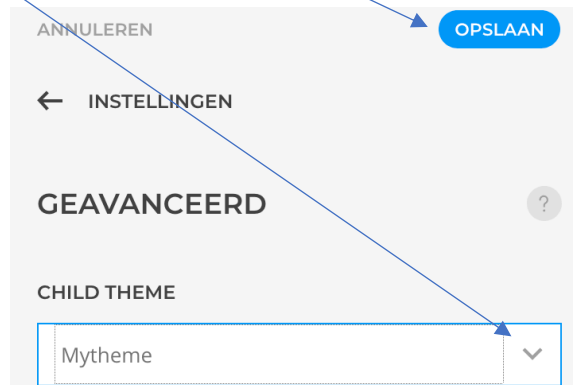 ANNULEREN OPSLAAN
← INSTELLINGEN
GEAVANCEERD ?
CHILD THEME
Mytheme